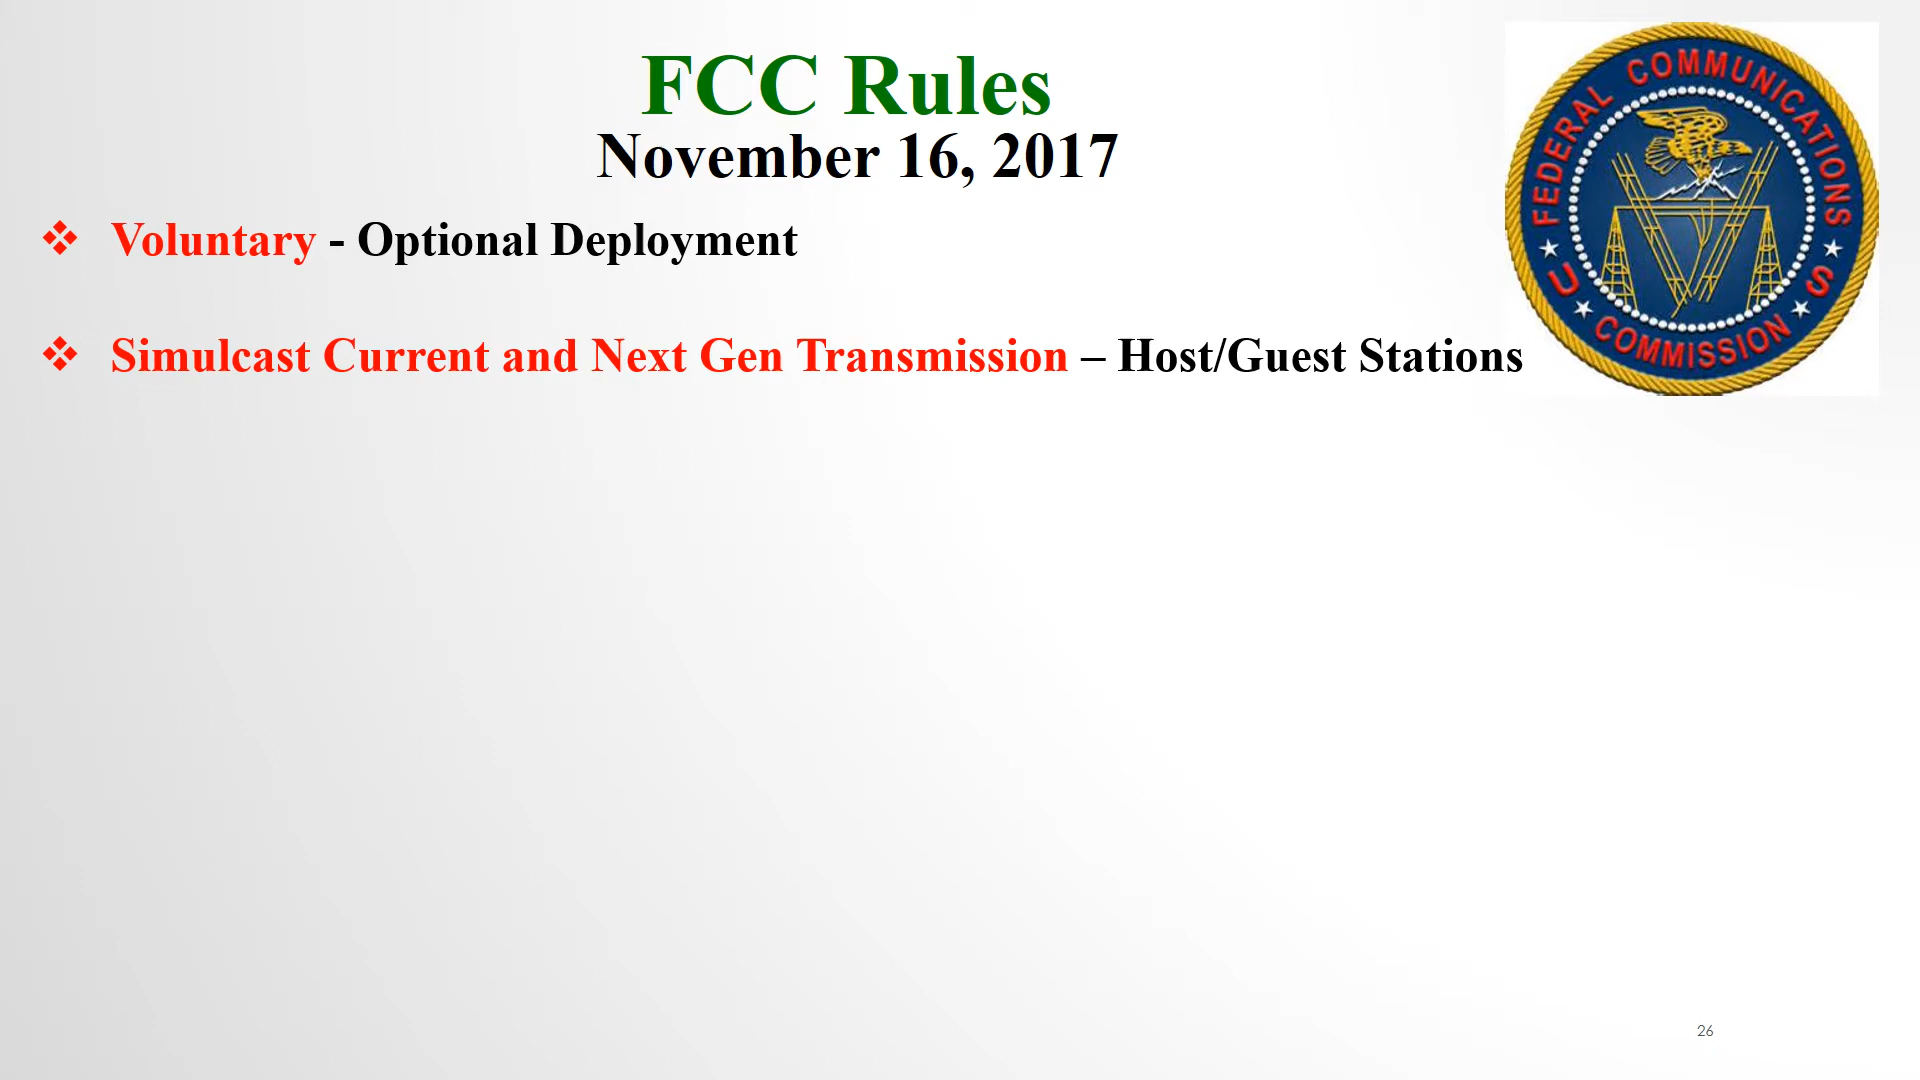 FCC Rules
November 16, 2017
❖ Voluntary - Optional Deployment
❖ Simulcast Current and Next Gen Transmission – Host/Guest Stations
FEDERAL COMMUNICATIONS
COMMISSION
U ★ ★ ★ ★ S
26